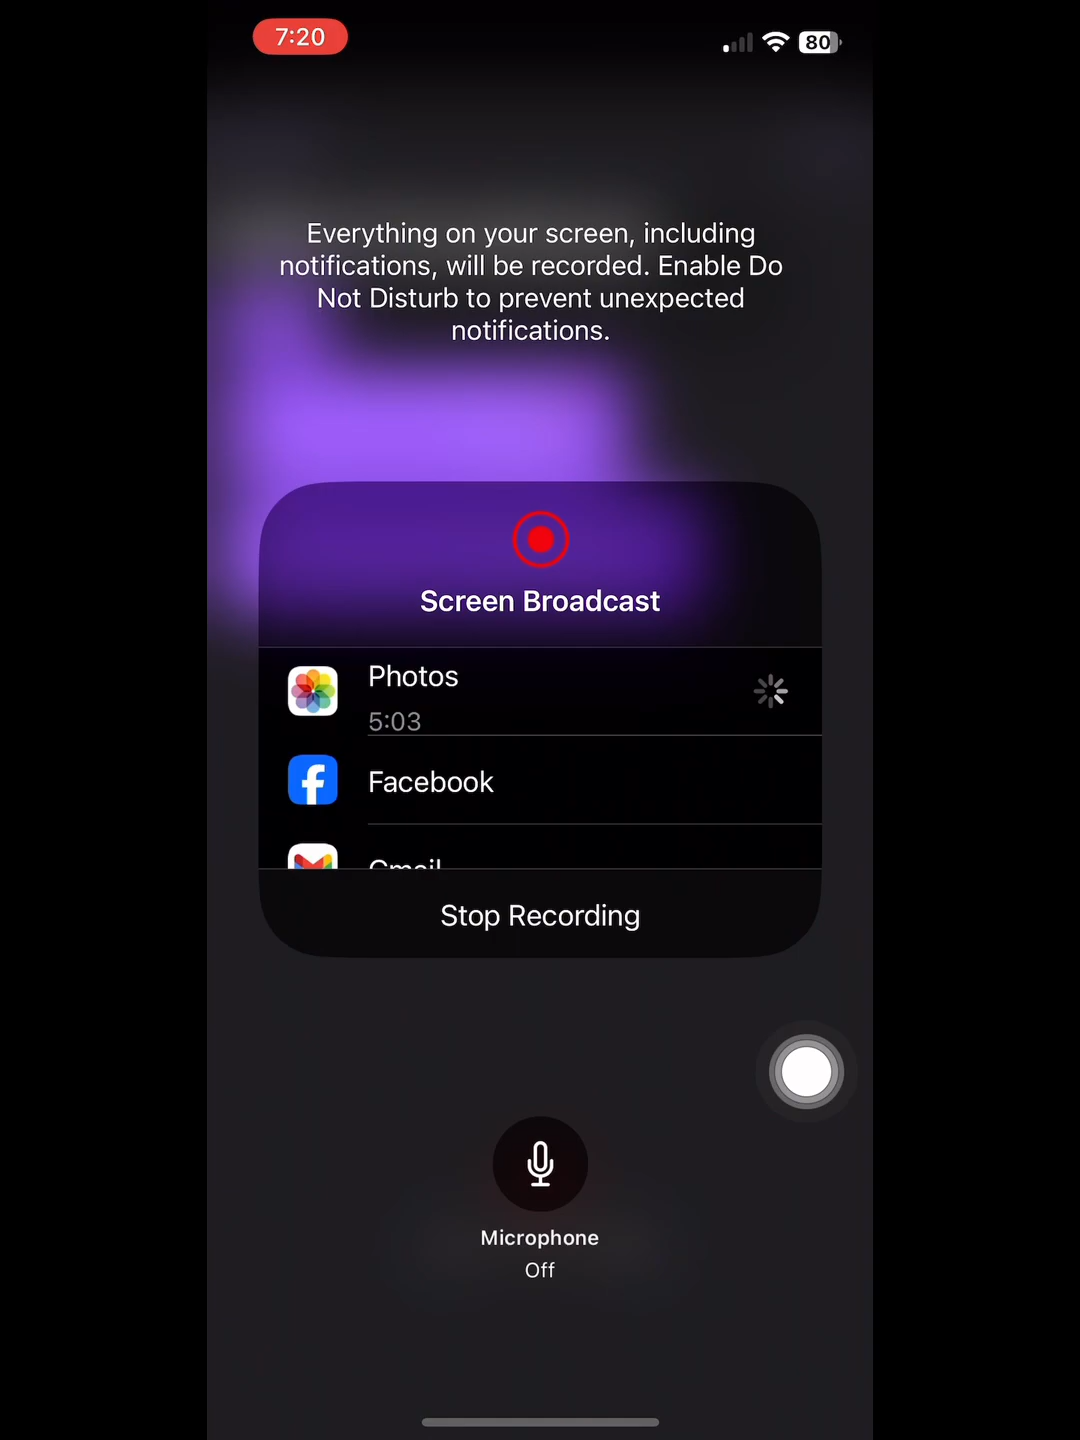 7:20
80
Everything on your screen, including
notifications, will be recorded. Enable Do
Not Disturb to prevent unexpected
notifications.
Screen Broadcast
Photos
5:03
Facebook
Gmail
Stop Recording
Microphone
Off